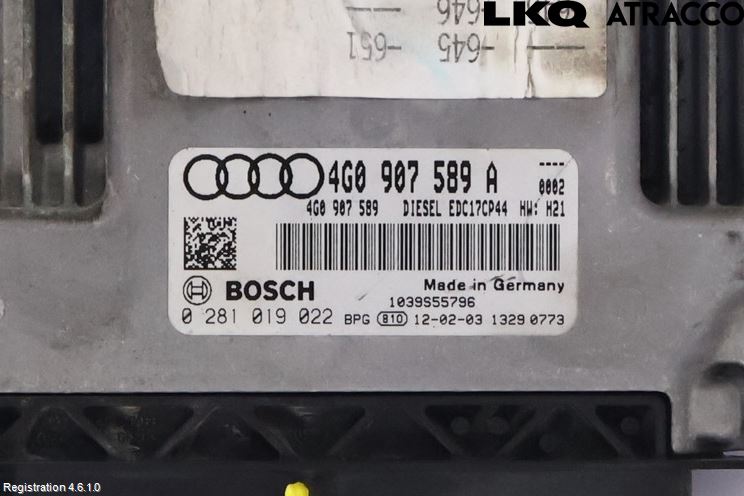 LKQ ATRACCO
-646
-645 -651
4G0 907 589 A
----
0002
4G0 907 589 DIESEL EDC17CP44 HW: H21
BOSCH
Made in Germany
1039S55796
0 281 019 022 BPG 810 12-02-03 1329 0773
Registration 4.6.1.0